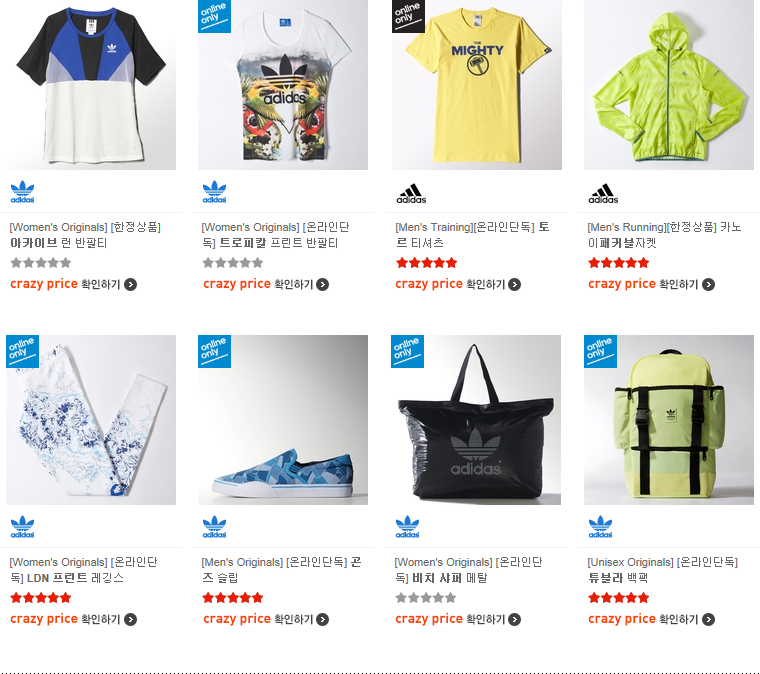 online
only
online
only
adidas
THE
MIGHTY
adidas
adidas
adidas
adidas
[Women's Originals] [한정상품]
아카이브 런 반팔티
[Women's Originals] [온라인단
독] 트로피칼 프린트 반팔티
[Men's Training][온라인단독] 토
르 티셔츠
[Men's Running][한정상품] 카노
이패커블자켓
crazy price 확인하기
crazy price 확인하기
crazy price 확인하기
crazy price 확인하기
online
only
online
only
online
only
online
only
adidas
adidas
adidas
adidas
adidas
[Women's Originals] [온라인단
독] LDN 프린트 레깅스
[Men's Originals] [온라인단독] 콘
즈 슬립
[Women's Originals] [온라인단
독] 비치 샤퍼 메탈
[Unisex Originals] [온라인단독]
튜블라 백팩
crazy price 확인하기
crazy price 확인하기
crazy price 확인하기
crazy price 확인하기